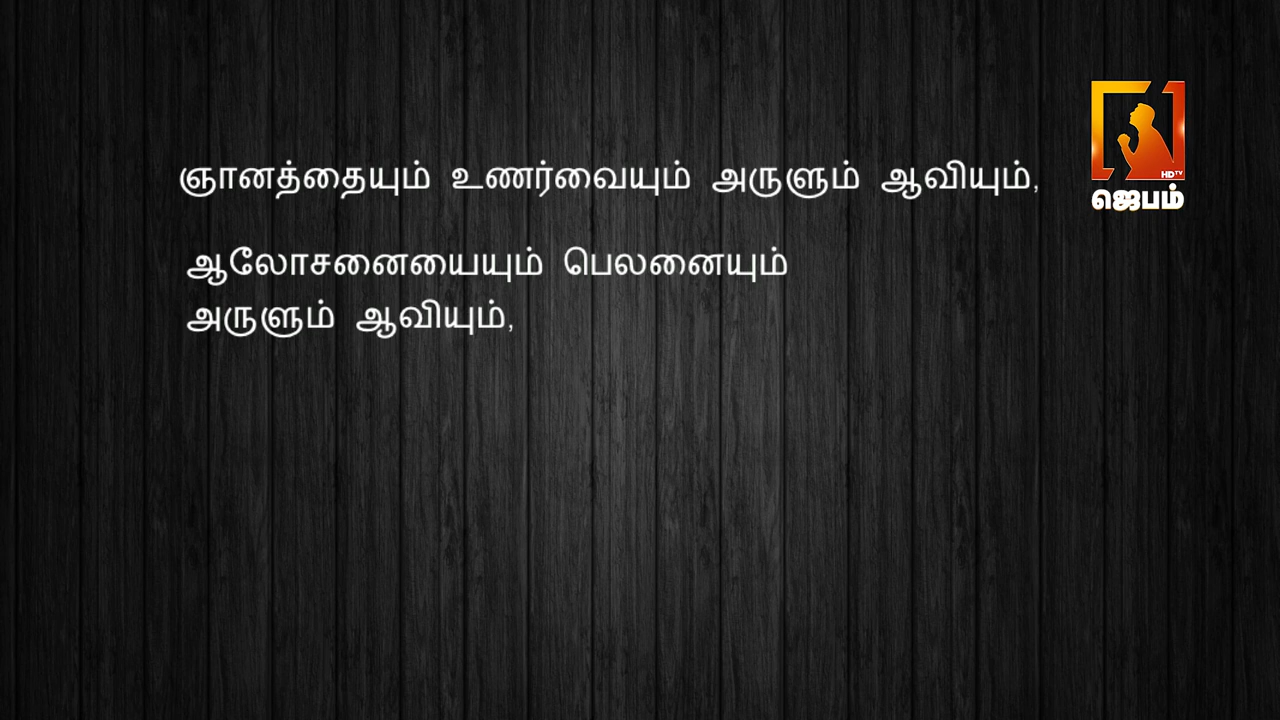 ஞானத்தையும் உணர்வையும் அருளும் ஆவியும்,
ஆலோசனையையும் பெலனையும்
அருளும் ஆவியும்,
HDTV
ஜெபம்